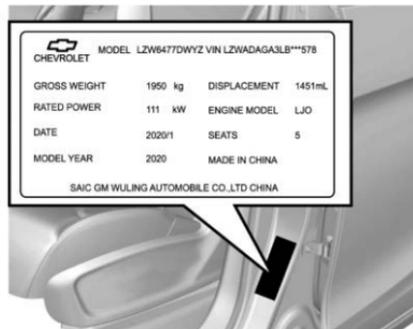 CHEVROLET MODEL LZW6477DWYZ VIN LZWADAGA3LB***578
GROSS WEIGHT 1950 kg DISPLACEMENT 1451mL
RATED POWER 111 kW ENGINE MODEL LJO
DATE 2020/1 SEATS 5
MODEL YEAR 2020 MADE IN CHINA
SAIC GM WULING AUTOMOBILE CO.,LTD CHINA